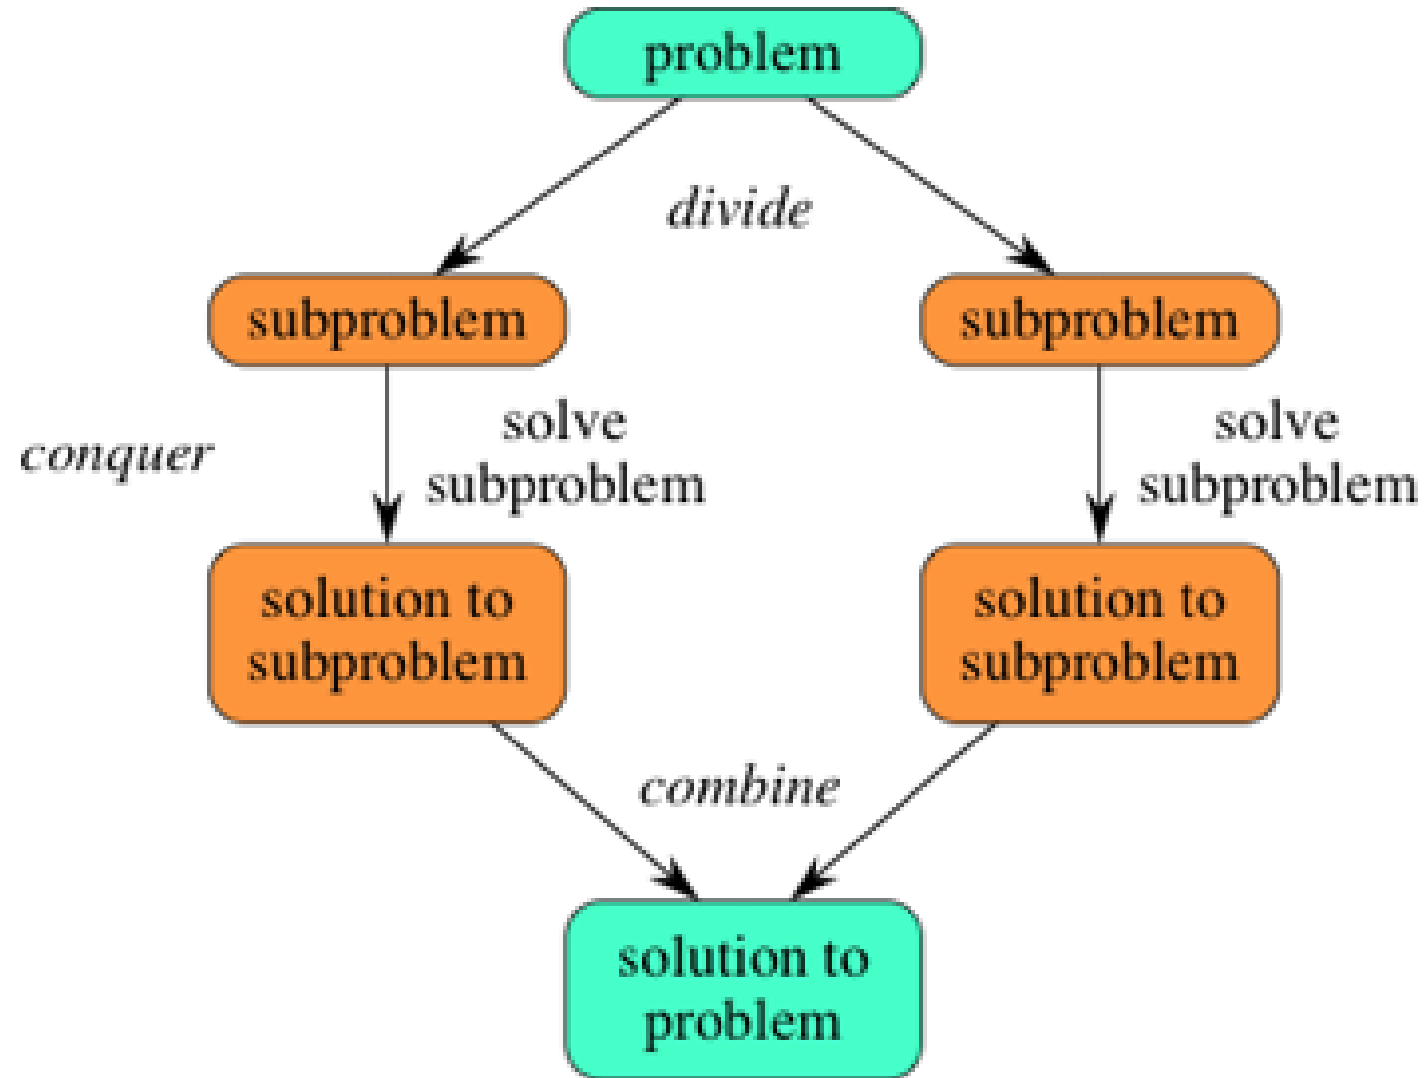 problem
divide
subproblem
subproblem
conquer
solve
subproblem
solve
subproblem
solution to
subproblem
solution to
subproblem
combine
solution to
problem